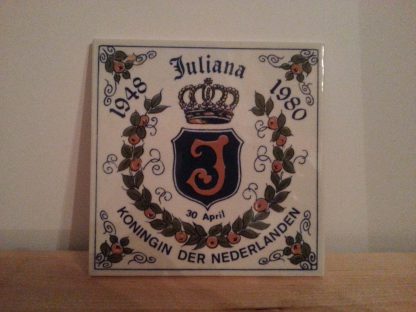 Juliana
1948
1980
J
30 April
KONINGIN DER NEDERLANDEN